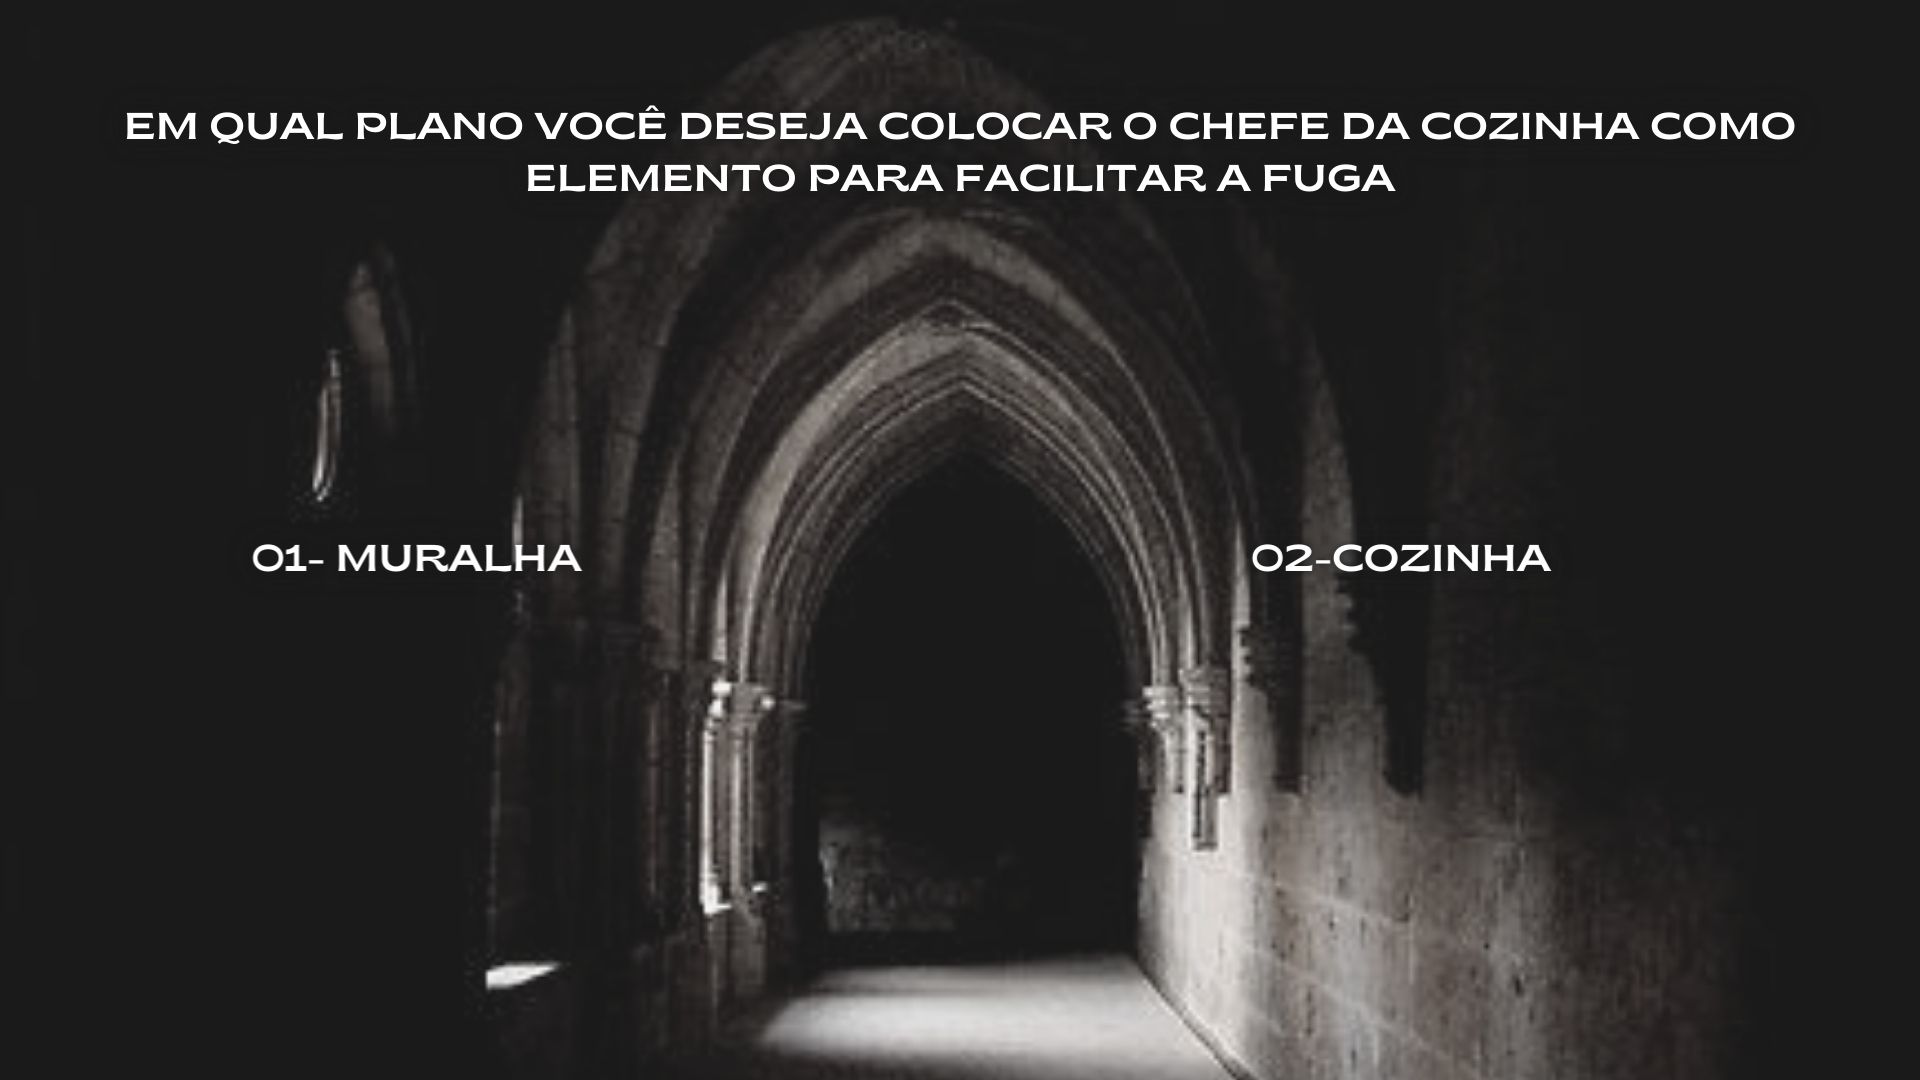 EM QUAL PLANO VOCÊ DESEJA COLOCAR O CHEFE DA COZINHA COMO
ELEMENTO PARA FACILITAR A FUGA
01- MURALHA
02-COZINHA